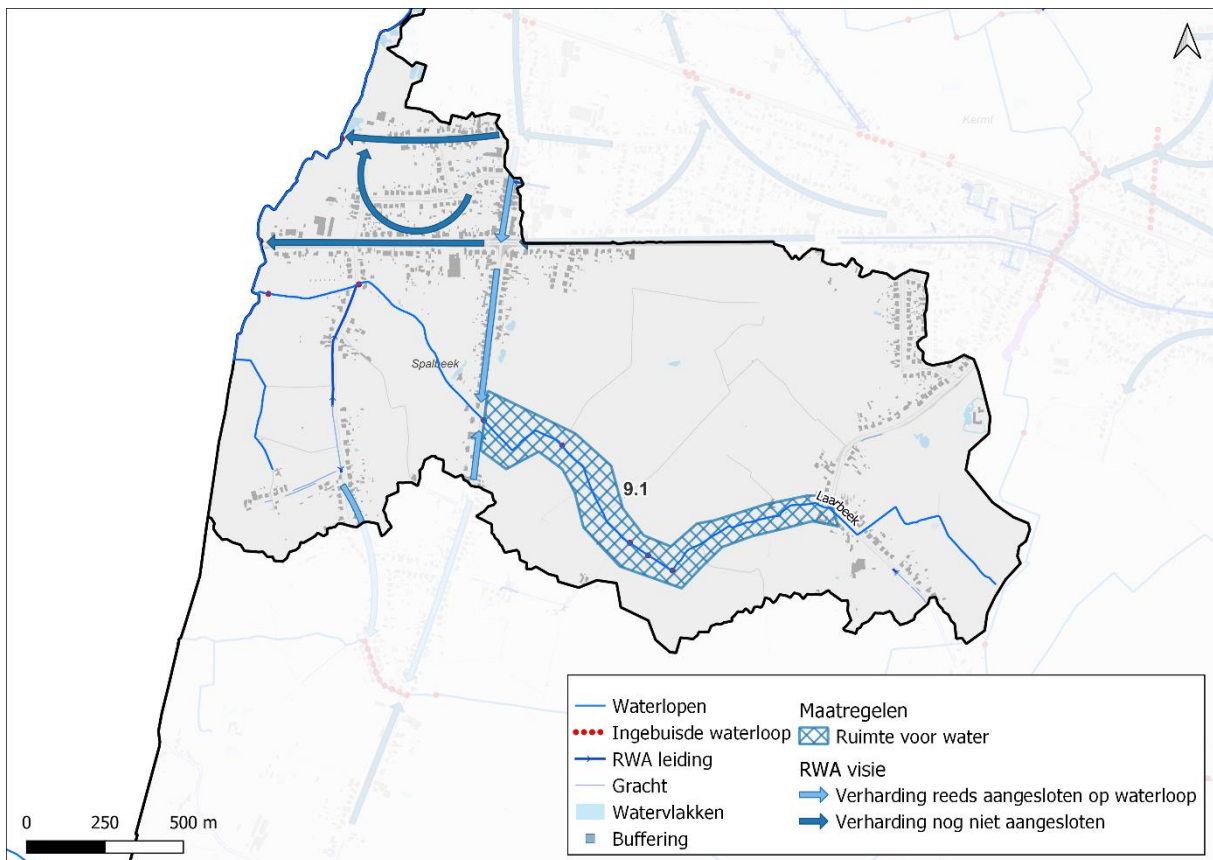 Kermt
Spalbeek
9.1
Laarbeek
0 250 500 m
Waterlopen
Ingebuisde waterloop
RWA leiding
Gracht
Watervlakken
Buffering
Maatregelen
Ruimte voor water
RWA visie
Verharding reeds aangesloten op waterloop
Verharding nog niet aangesloten